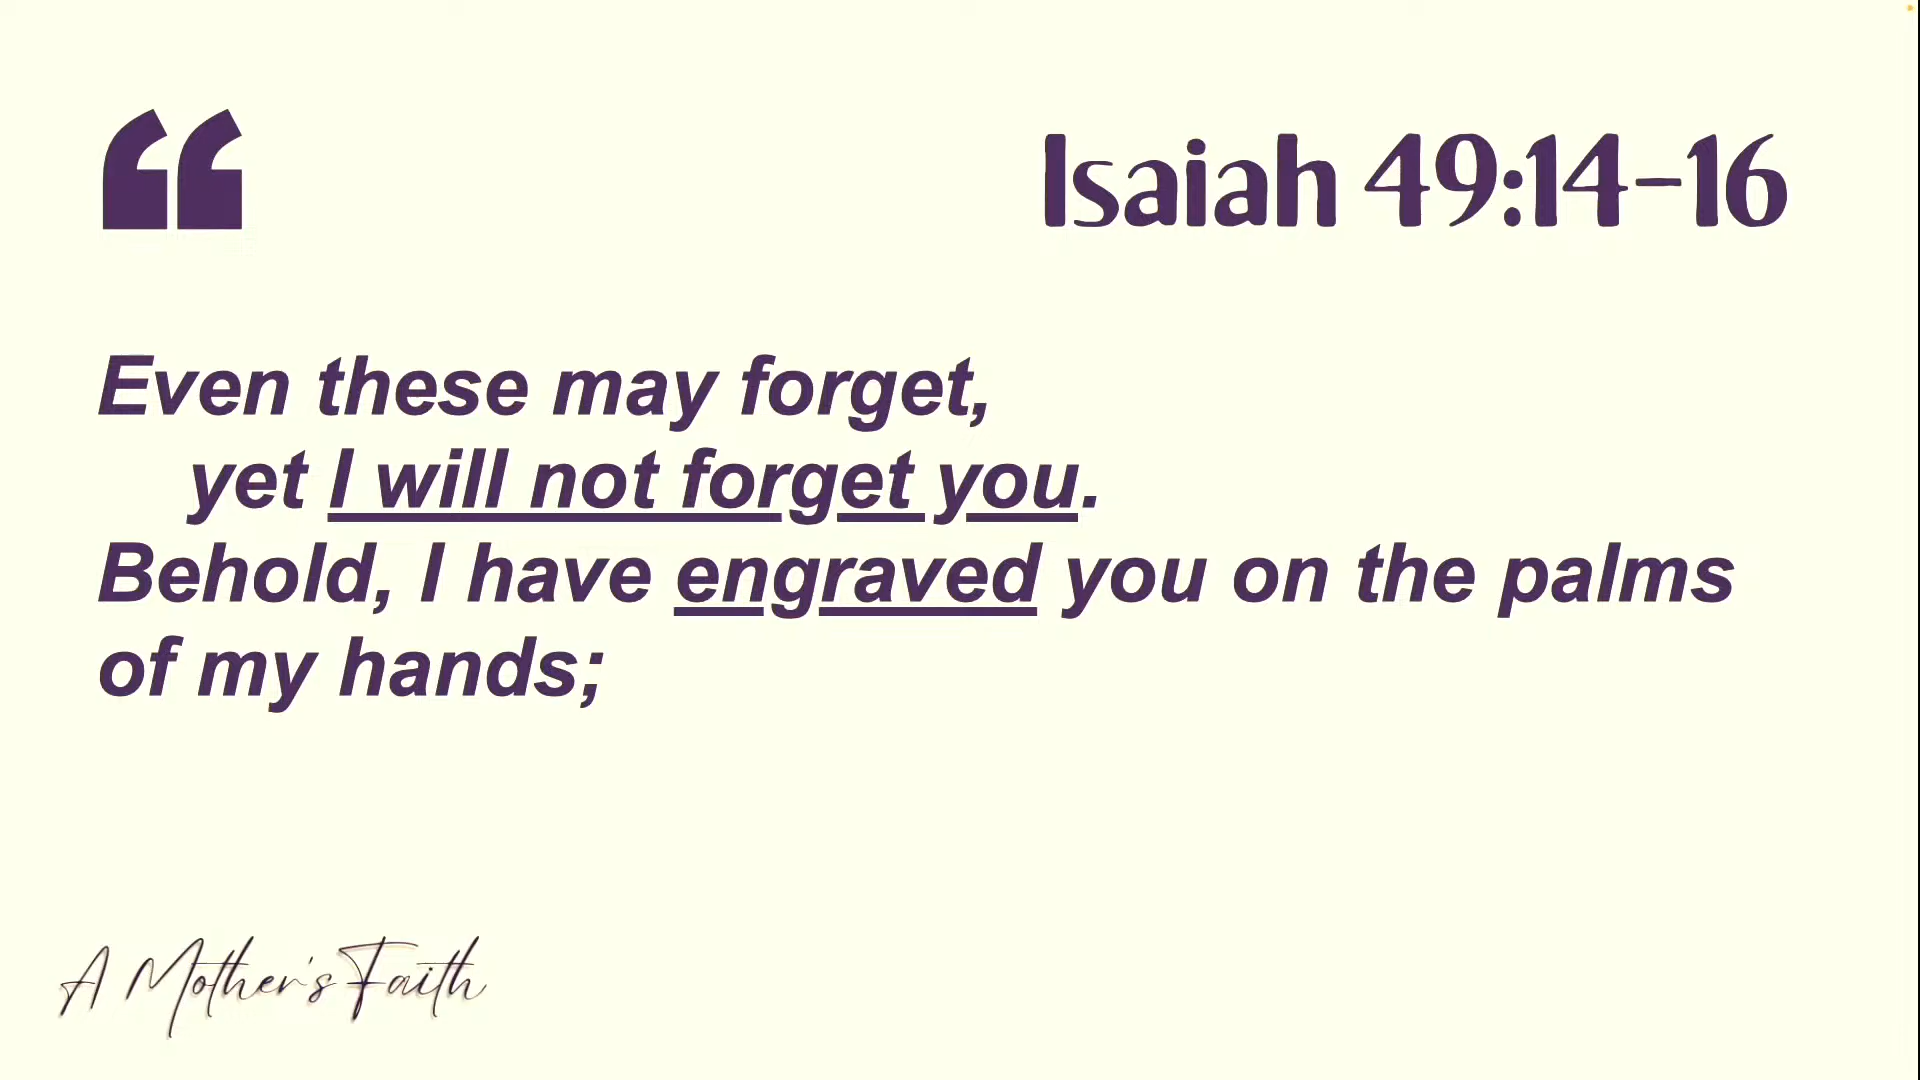 “
Isaiah 49:14-16
Even these may forget,
yet I will not forget you.
Behold, I have engraved you on the palms
of my hands;
A Mother's Faith